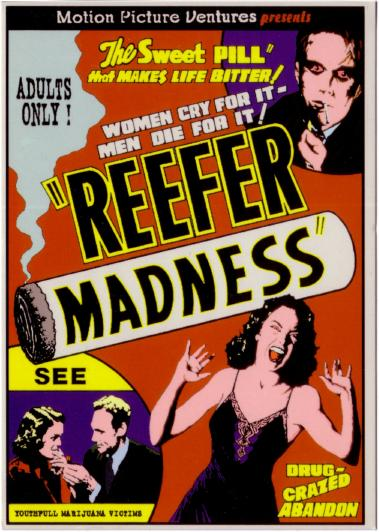 Motion Picture Ventures presents
The Sweet PILL"
that MAKES LIFE BITTER!
ADULTS
ONLY !
WOMEN CRY FOR IT-
MEN DIE FOR IT!
"REEFER
MADNESS"
SEE
DRUG-
CRAZED
ABANDON
YOUTHFULL MARIJUANA VICTIMS